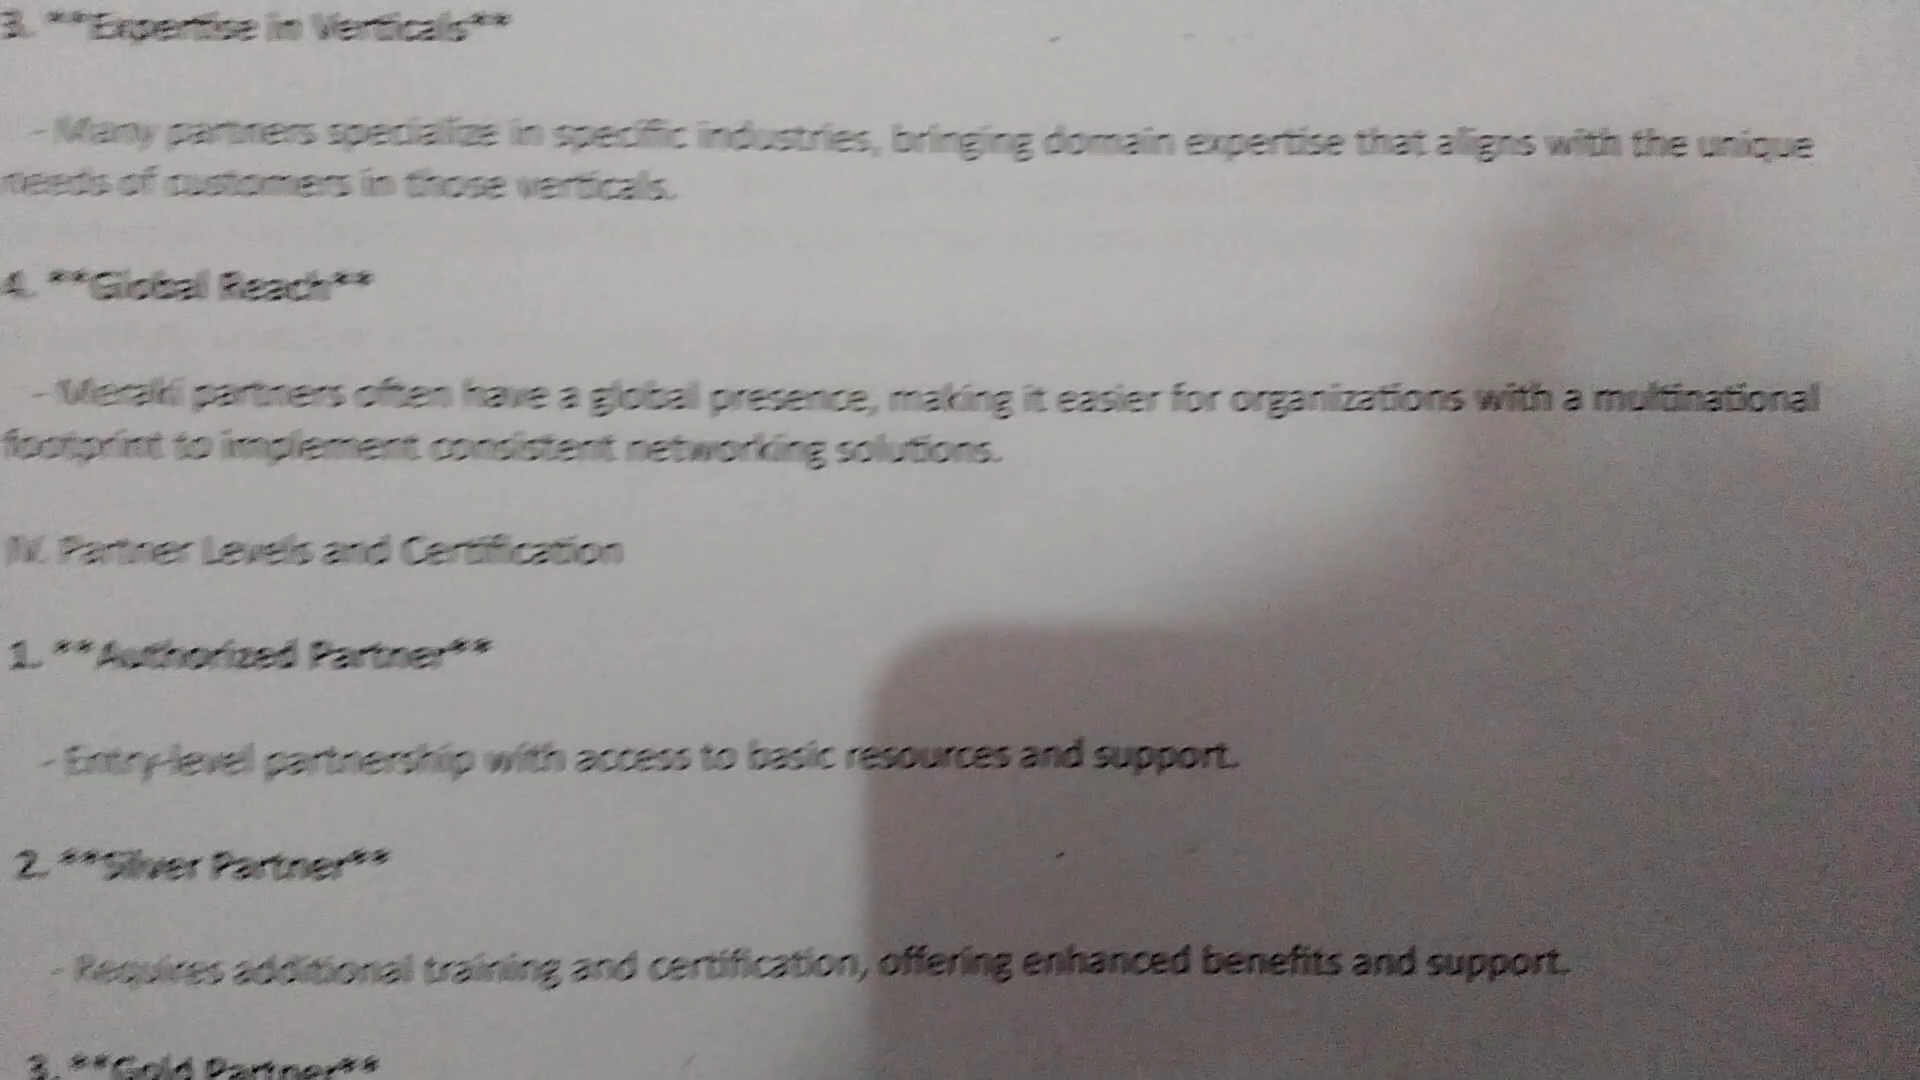 3. **Expertise in Verticals**
- Many partners specialize in specific industries, bringing domain expertise that aligns with the unique
needs of customers in those verticals.
4. **Global Reach**
- Meraki partners often have a global presence, making it easier for organizations with a multinational
footprint to implement consistent networking solutions.
IV. Partner Levels and Certification
1. **Authorized Partner**
- Entry-level partnership with access to basic resources and support.
2. **Silver Partner**
- Requires additional training and certification, offering enhanced benefits and support.
3. **Gold Partner**